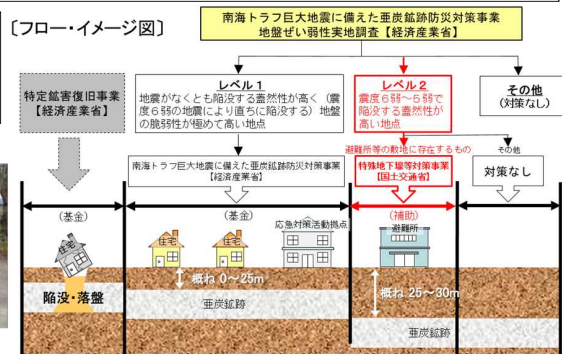 〔フロー・イメージ図〕
南海トラフ巨大地震に備えた亜炭鉱跡防災対策事業
地盤ぜい弱性実地調査【経済産業省】
特定鉱害復旧事業
【経済産業省】
レベル1
地震がなくとも陥没する蓋然性が高く（震
度6弱の地震により直ちに陥没する）地盤
の脆弱性が極めて高い地点
レベル2
震度6弱～5弱で
陥没する蓋然性が
高い地点
その他
(対策なし)
避難所等の敷地に存在するもの
その他
南海トラフ巨大地震に備えた亜炭鉱跡防災対策事業
【経済産業省】
特殊地下壕等対策事業
【国土交通省】
対策なし
(基金)
(基金)
(補助)
住宅
住宅
住宅
応急対策活動拠点
避難所
陥没・落盤
概ね 0～25m
概ね 25～30m
亜炭鉱跡
亜炭鉱跡